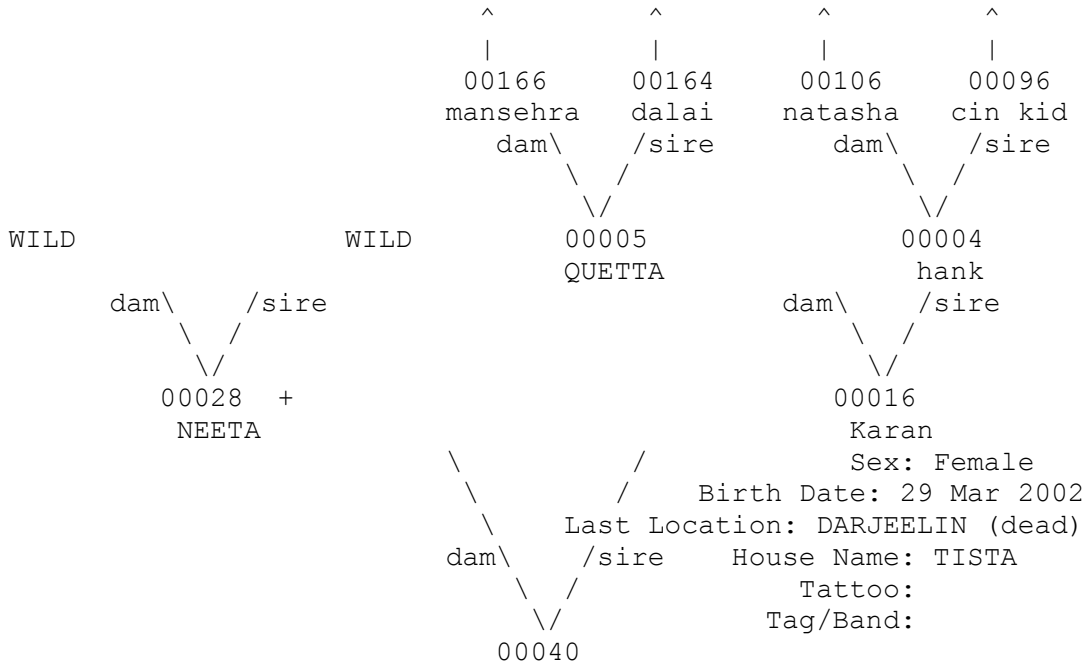 ^ ^ ^ ^
| | | |
00166 00164 00106 00096
mansehra dalai natasha cin kid
dam\ /sire dam\ /sire
\ / \ /
\/ \/
WILD WILD 00005 00004
QUETTA hank
dam\ /sire dam\ /sire
\ / \ /
\/ \/
00028 + 00016
NEETA Karan
\ / Sex: Female
\ / Birth Date: 29 Mar 2002
\ Last Location: DARJEELIN (dead)
dam\ /sire House Name: TISTA
\ / Tattoo:
\/ Tag/Band:
00040